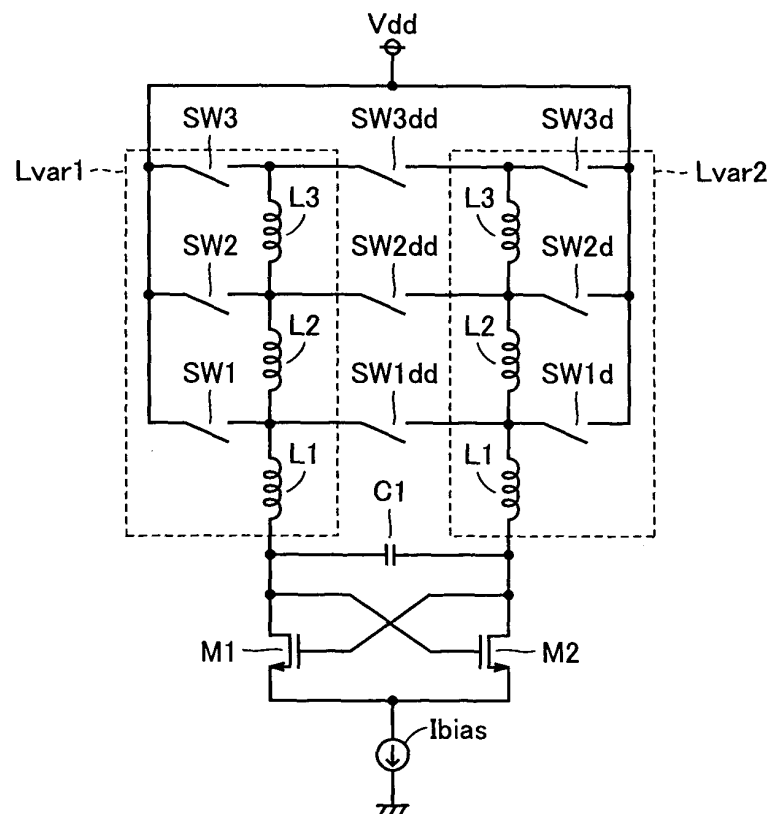 Vdd
SW3 SW3dd SW3d
Lvar1 Lvar2
L3 L3
SW2 SW2dd SW2d
L2 L2
SW1 SW1dd SW1d
L1 L1
C1
M1 M2
Ibias